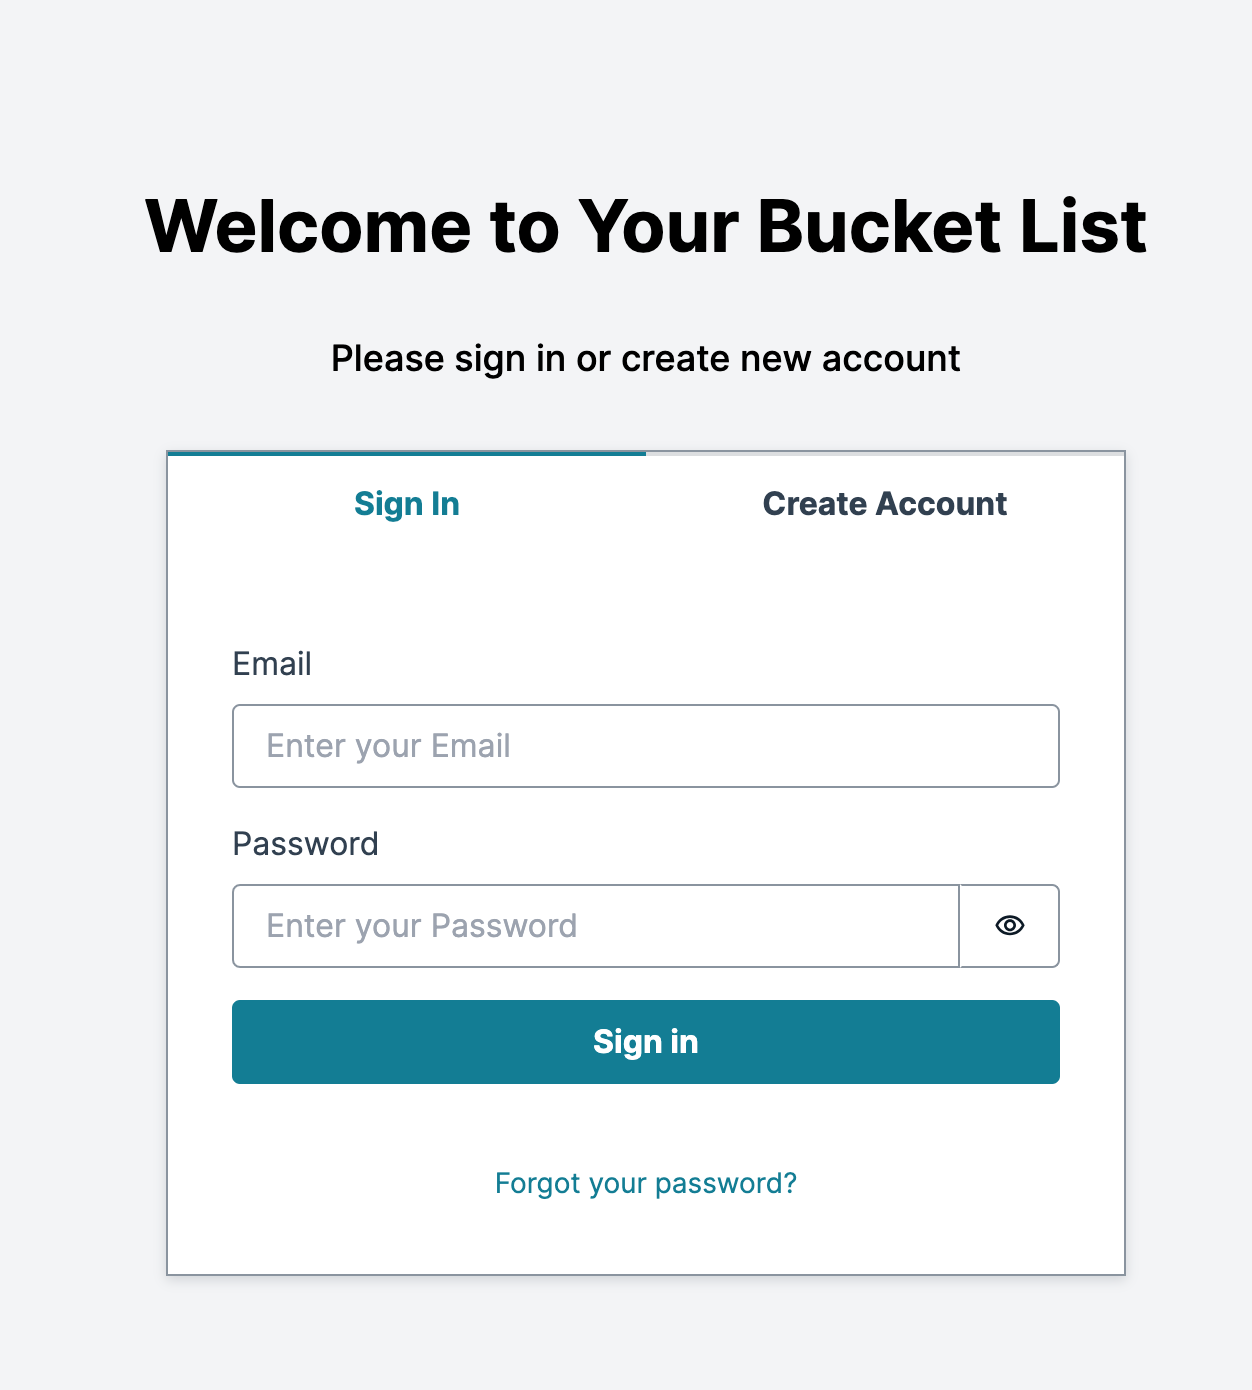 Welcome to Your Bucket List
Please sign in or create new account
Sign In
Create Account
Email
Enter your Email
Password
Enter your Password
Sign in
Forgot your password?